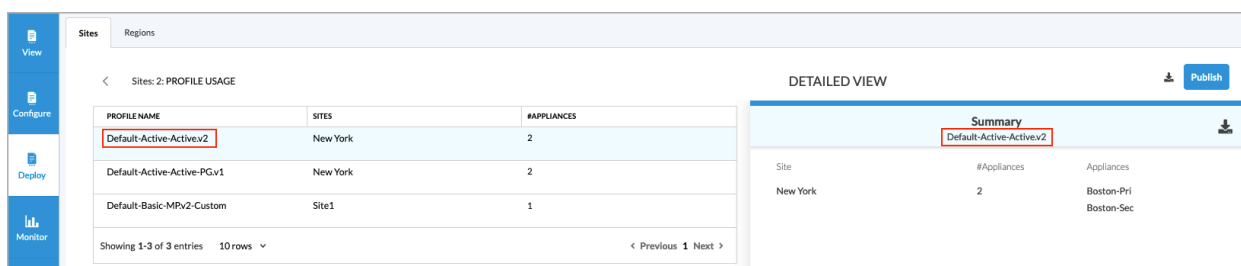 View
Configure
Deploy
Monitor
Sites Regions
Sites: 2: PROFILE USAGE
PROFILE NAME SITES #APPLIANCES
Default-Active-Active.v2 New York 2
Default-Active-Active-PG.v1 New York 2
Default-Basic-MP.v2-Custom Site1 1
Showing 1-3 of 3 entries 10 rows < Previous 1 Next >
DETAILED VIEW Publish
Summary
Default-Active-Active.v2
Site #Appliances Appliances
New York 2 Boston-Pri
Boston-Sec